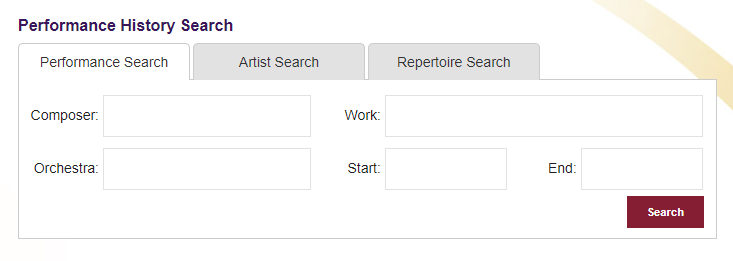 Performance History Search
Performance Search Artist Search Repertoire Search
Composer: Work:
Orchestra: Start: End:
Search